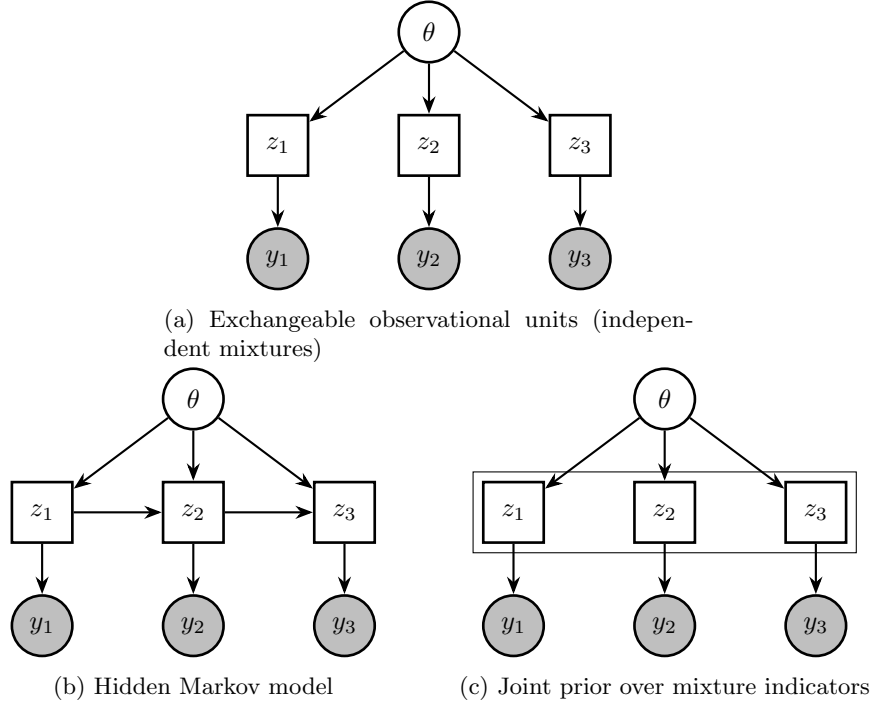 θ
z₁ z₂ z₃
y₁ y₂ y₃
(a) Exchangeable observational units (indepen-
dent mixtures)
θ
z₁ z₂ z₃
y₁ y₂ y₃
(b) Hidden Markov model
θ
z₁ z₂ z₃
y₁ y₂ y₃
(c) Joint prior over mixture indicators